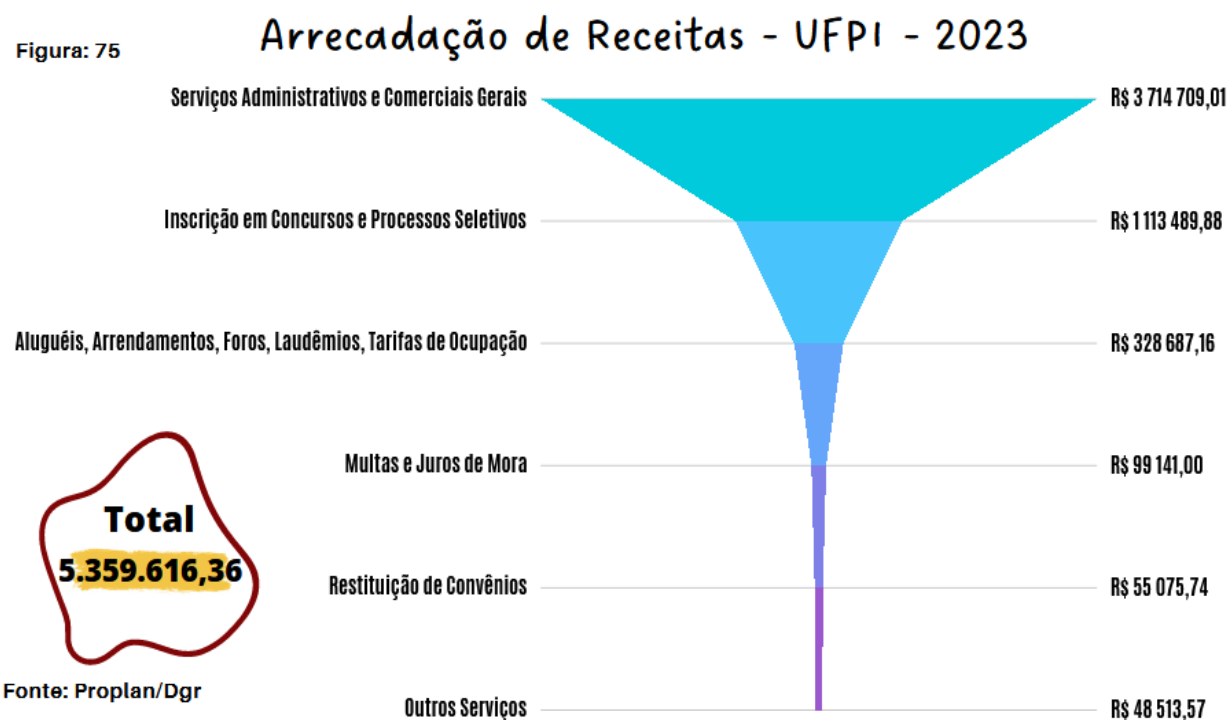 Arrecadação de Receitas - UFPI - 2023
Figura: 75
Serviços Administrativos e Comerciais Gerais R$ 3 714 709,01
Inscrição em Concursos e Processos Seletivos R$ 1 113 489,88
Aluguéis, Arrendamentos, Foros, Laudêmios, Tarifas de Ocupação R$ 328 687,16
Multas e Juros de Mora R$ 99 141,00
Restituição de Convênios R$ 55 075,74
Outros Serviços R$ 48 513,57
Total
5.359.616,36
Fonte: Proplan/Dgr